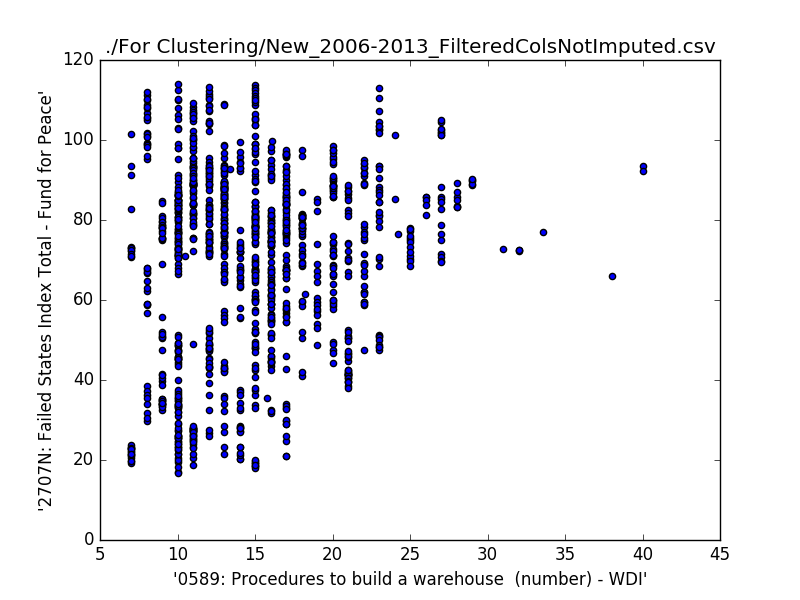 ./For Clustering/New_2006-2013_FilteredColsNotImputed.csv
'2707N: Failed States Index Total - Fund for Peace'
120
100
80
60
40
20
0
5 10 15 20 25 30 35 40 45
'0589: Procedures to build a warehouse  (number) - WDI'